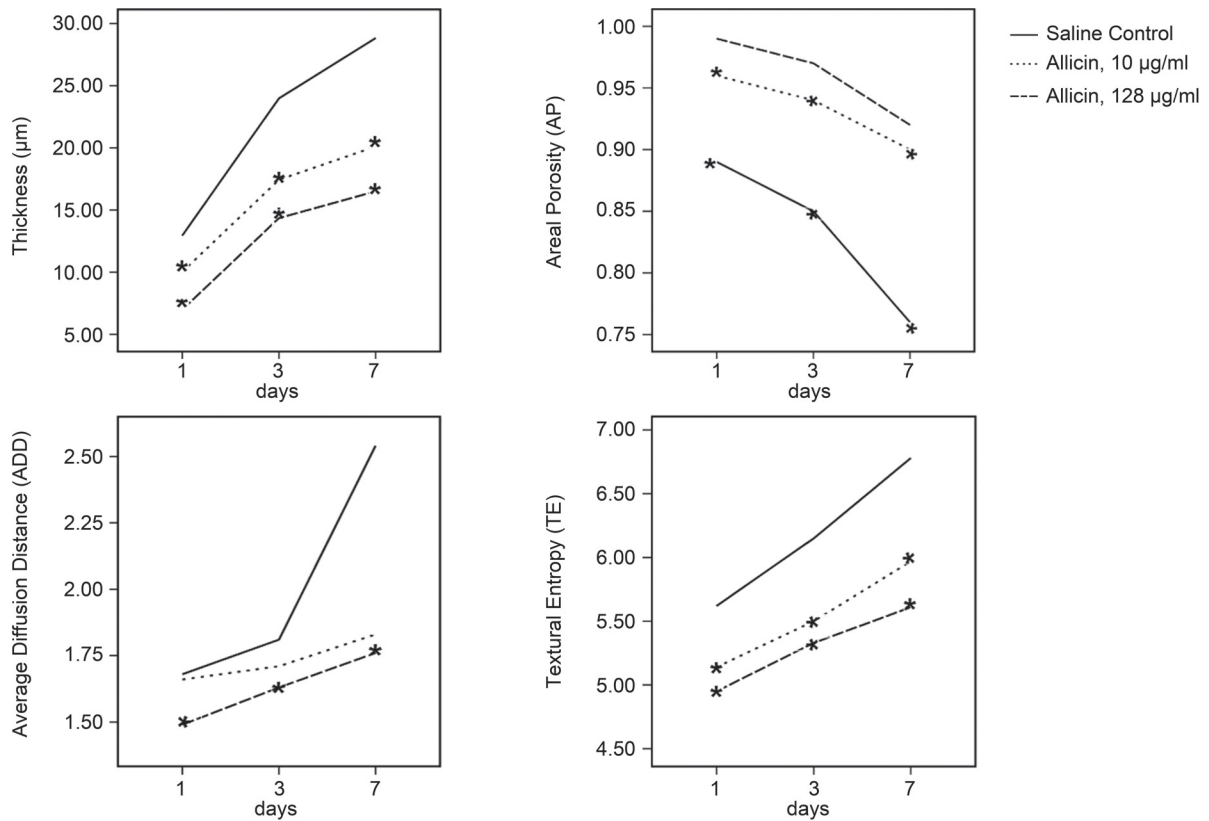 Thickness (µm)
30.00
25.00
20.00
15.00
10.00
5.00
1 3 7
days
Areal Porosity (AP)
1.00
0.95
0.90
0.85
0.80
0.75
1 3 7
days
Saline Control
Allicin, 10 µg/ml
Allicin, 128 µg/ml
Average Diffusion Distance (ADD)
2.50
2.25
2.00
1.75
1.50
1 3 7
days
Textural Entropy (TE)
7.00
6.50
6.00
5.50
5.00
4.50
1 3 7
days